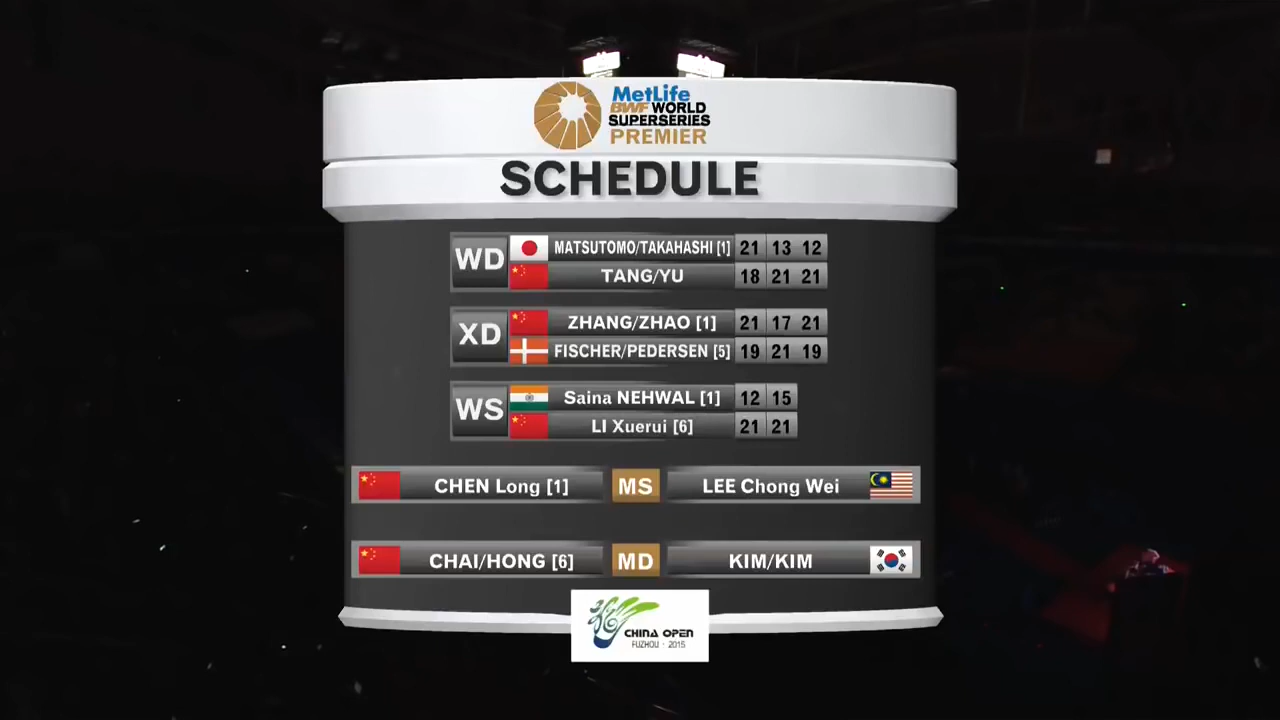 MetLife
BWF WORLD
SUPERSERIES
PREMIER
SCHEDULE
WD
MATSUTOMO/TAKAHASHI [1] 21 13 12
TANG/YU 18 21 21
XD
ZHANG/ZHAO [1] 21 17 21
FISCHER/PEDERSEN [5] 19 21 19
WS
Saina NEHWAL [1] 12 15
LI Xuerui [6] 21 21
CHEN Long [1] MS LEE Chong Wei
CHAI/HONG [6] MD KIM/KIM
CHINA OPEN
FUZHOU · 2015